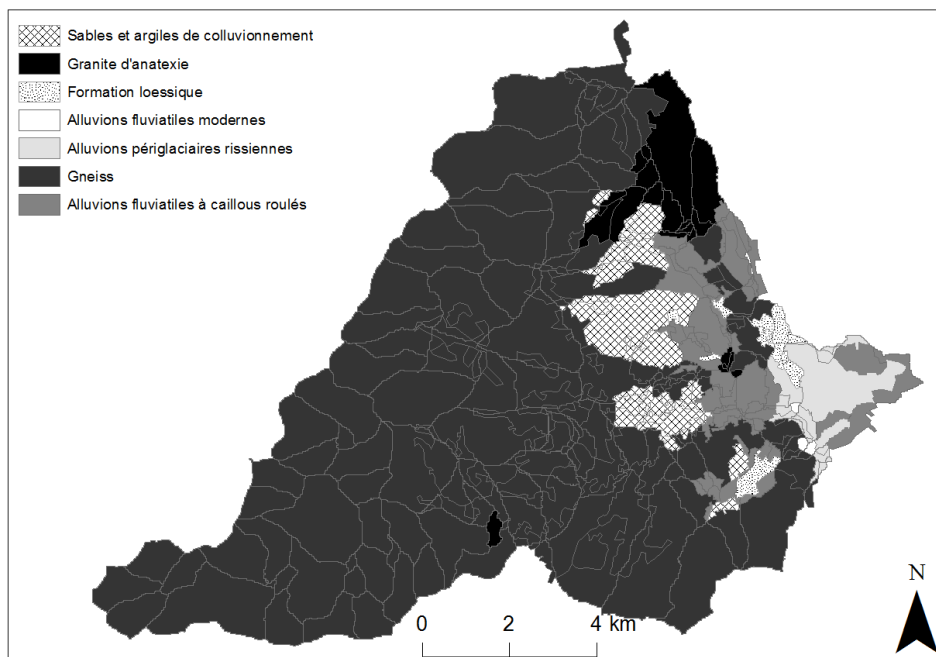 Sables et argiles de colluvionnement
Granite d'anatexie
Formation loessique
Alluvions fluviatiles modernes
Alluvions périglaciaires rissiennes
Gneiss
Alluvions fluviatiles à caillous roulés
N
0 2 4 km